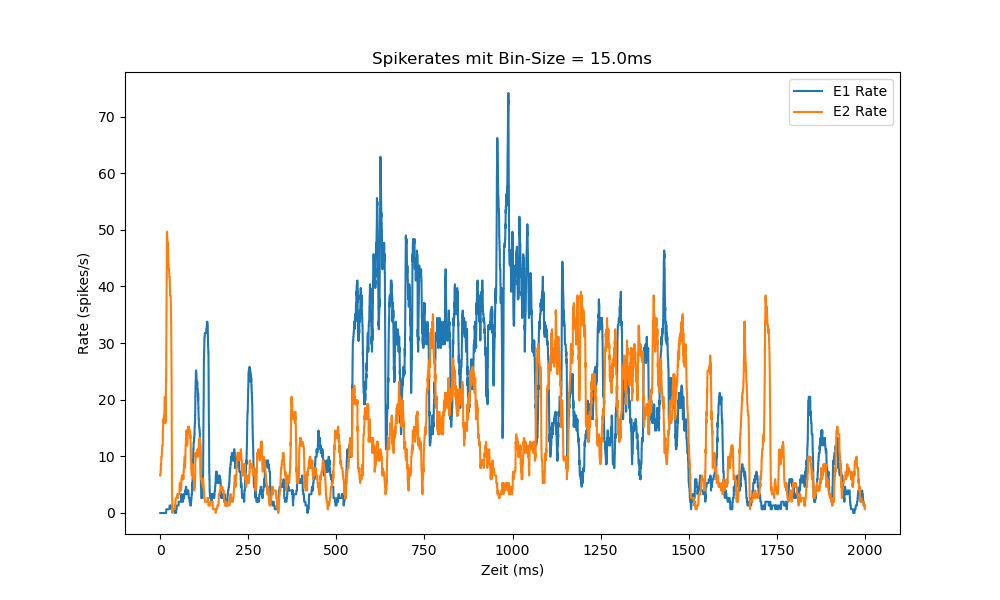 Spikerates mit Bin-Size = 15.0ms
E1 Rate
E2 Rate
Rate (spikes/s)
70
60
50
40
30
20
10
0
0 250 500 750 1000 1250 1500 1750 2000
Zeit (ms)